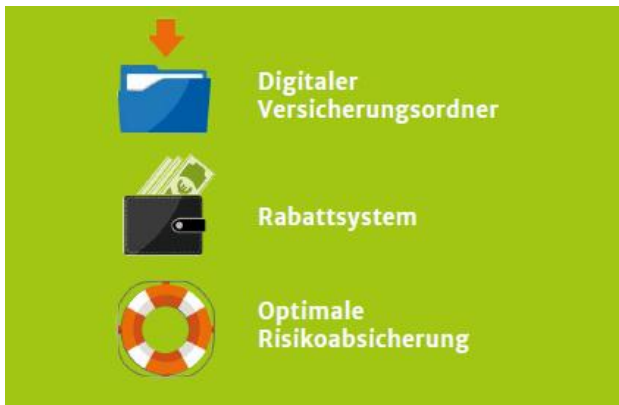 Digitaler
Versicherungsordner
Rabattsystem
Optimale
Risikoabsicherung